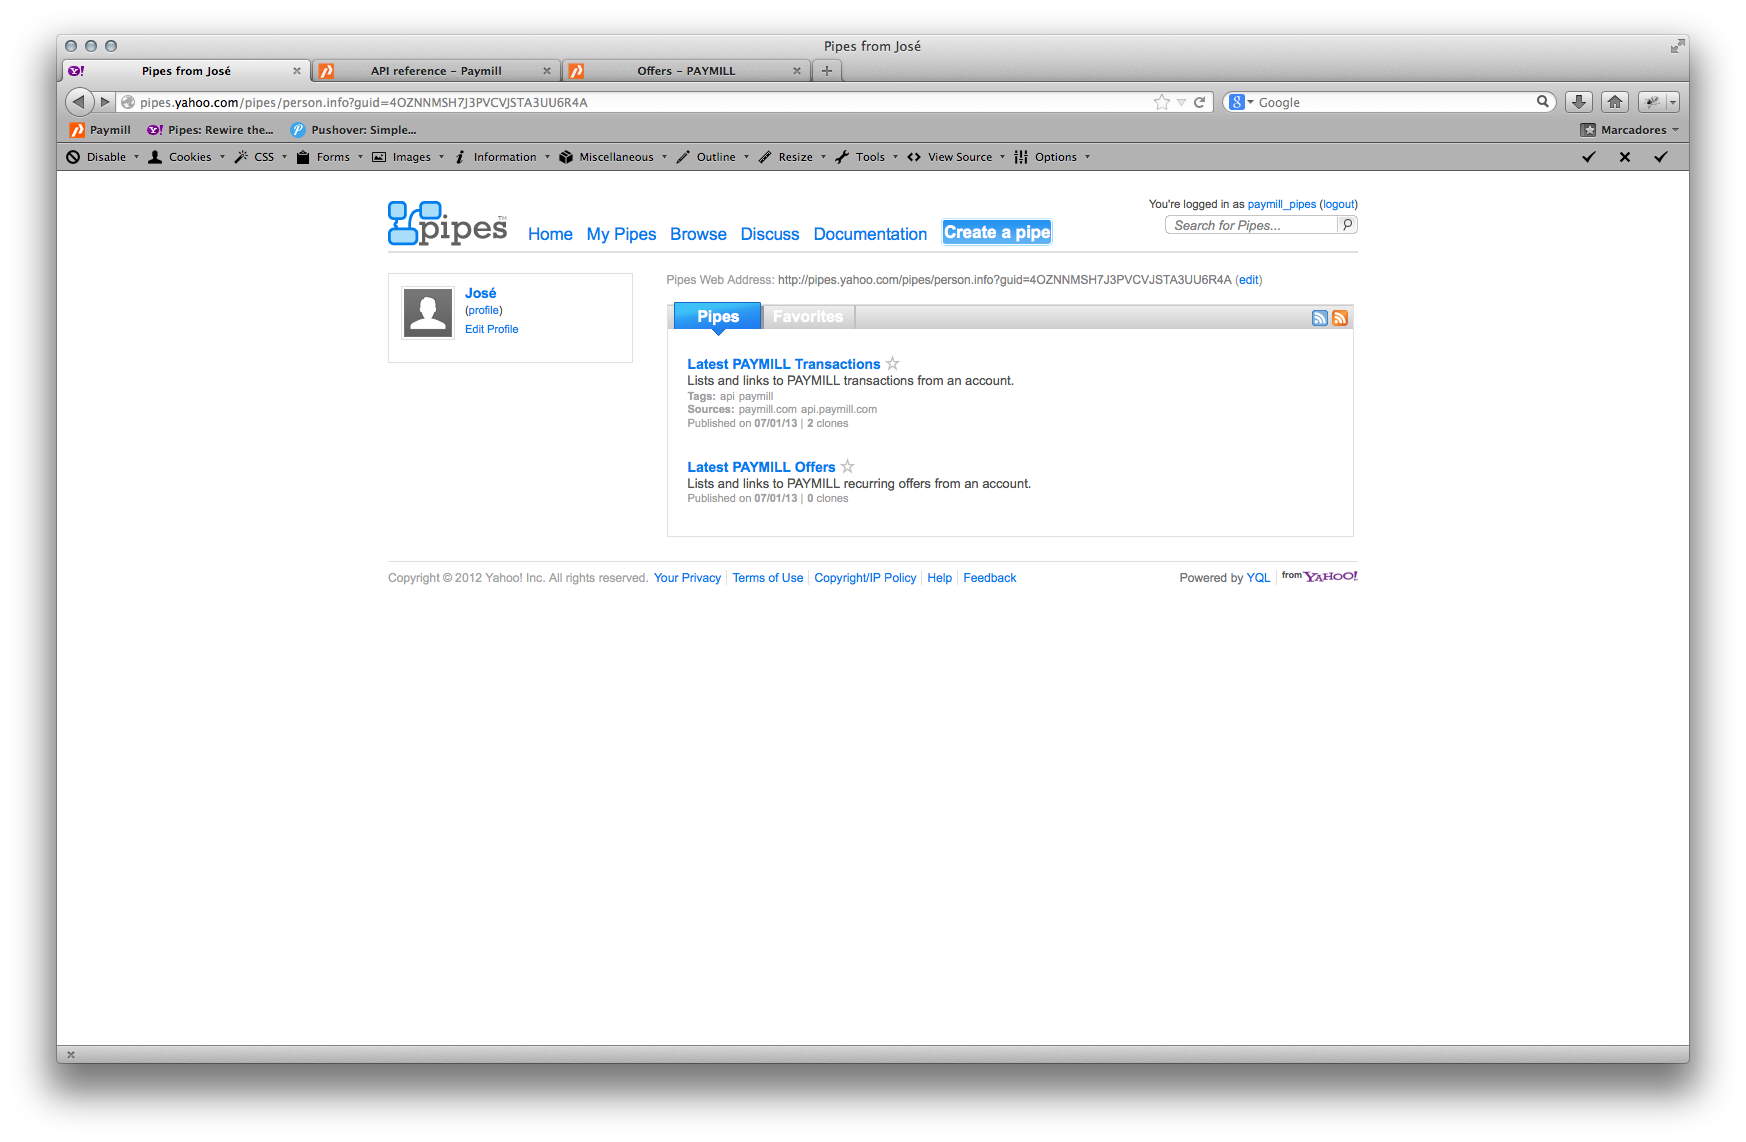 Pipes from José
Pipes from José
API reference – Paymill
Offers – PAYMILL
pipes.yahoo.com/pipes/person.info?guid=4OZNNMSH7J3PVCVJSTA3UU6R4A
Google
Paymill
Pipes: Rewire the...
Pushover: Simple...
Marcadores
Disable
Cookies
CSS
Forms
Images
Information
Miscellaneous
Outline
Resize
Tools
View Source
Options
You're logged in as paymill_pipes (logout)
pipes™
Home
My Pipes
Browse
Discuss
Documentation
Create a pipe
Search for Pipes...
José
(profile)
Edit Profile
Pipes Web Address: http://pipes.yahoo.com/pipes/person.info?guid=4OZNNMSH7J3PVCVJSTA3UU6R4A (edit)
Pipes
Favorites
Latest PAYMILL Transactions
Lists and links to PAYMILL transactions from an account.
Tags: api paymill
Sources: paymill.com api.paymill.com
Published on 07/01/13 | 2 clones
Latest PAYMILL Offers
Lists and links to PAYMILL recurring offers from an account.
Published on 07/01/13 | 0 clones
Copyright © 2012 Yahoo! Inc. All rights reserved. Your Privacy Terms of Use Copyright/IP Policy Help Feedback
Powered by YQL from YAHOO!